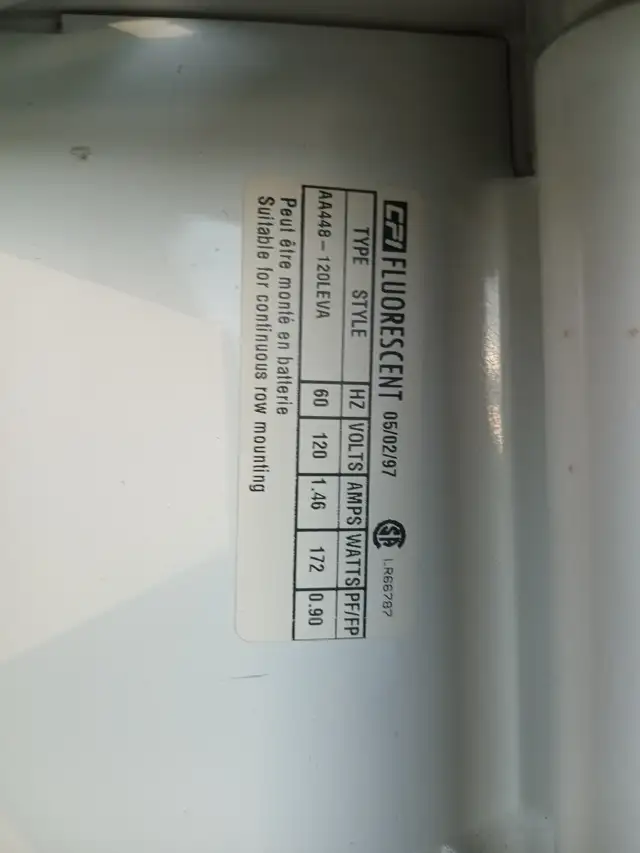 CFI FLUORESCENT 05/02/97 LR66787
TYPE STYLE HZ VOLTS AMPS WATTS PF/FP
AA448-120LEVA 60 120 1.46 172 0.90
Peut être monté en batterie
Suitable for continuous row mounting